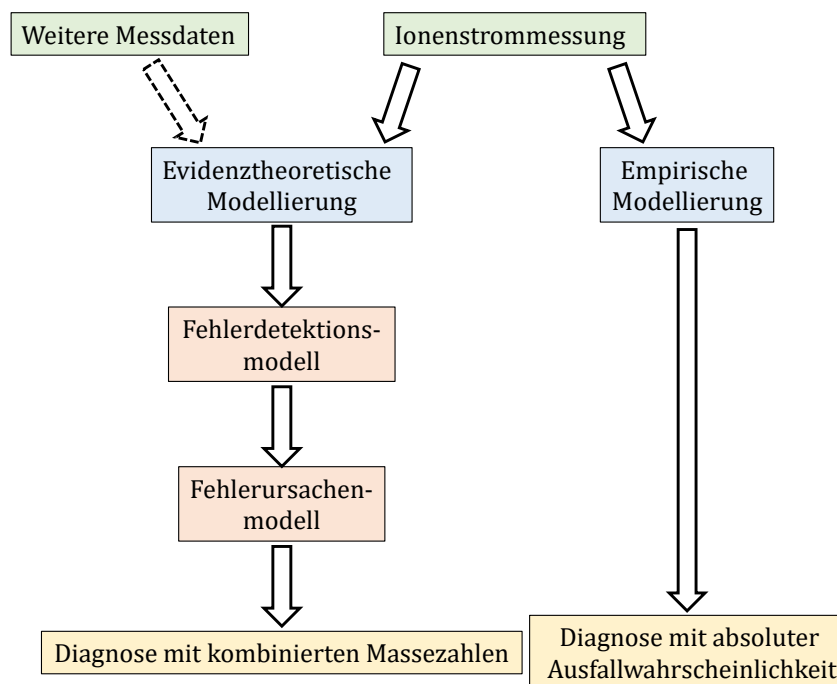 Weitere Messdaten
Ionenstrommessung
Evidenztheoretische
Modellierung
Empirische
Modellierung
Fehlerdetektions-
modell
Fehlerursachen-
modell
Diagnose mit kombinierten Massezahlen
Diagnose mit absoluter
Ausfallwahrscheinlichkeit